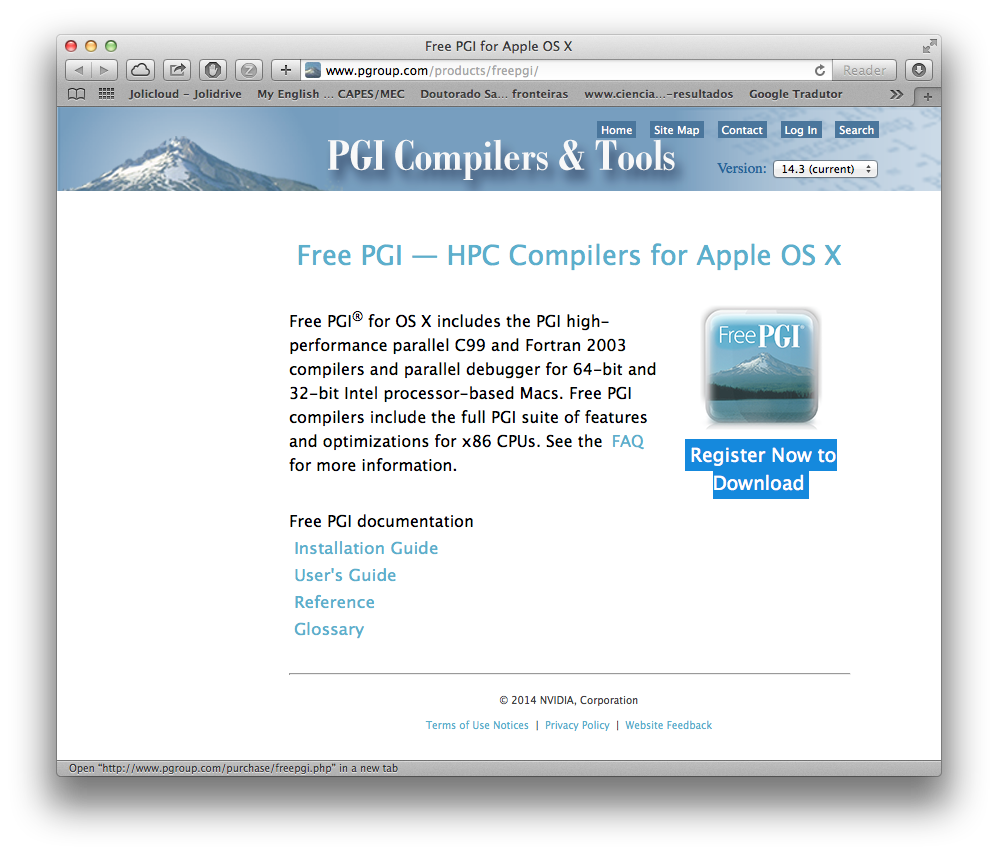 Free PGI for Apple OS X
www.pgroup.com/products/freepgi/
Reader
Jolicloud – Jolidrive My English ... CAPES/MEC Doutorado Sa... fronteiras www.ciencia...-resultados Google Tradutor
Home Site Map Contact Log In Search
PGI Compilers & Tools
Version: 14.3 (current)
Free PGI — HPC Compilers for Apple OS X
Free PGI® for OS X includes the PGI high-
performance parallel C99 and Fortran 2003
compilers and parallel debugger for 64-bit and
32-bit Intel processor-based Macs. Free PGI
compilers include the full PGI suite of features
and optimizations for x86 CPUs. See the FAQ
for more information.
Free PGI®
Register Now to
Download
Free PGI documentation
Installation Guide
User's Guide
Reference
Glossary
© 2014 NVIDIA, Corporation
Terms of Use Notices | Privacy Policy | Website Feedback
Open "http://www.pgroup.com/purchase/freepgi.php" in a new tab